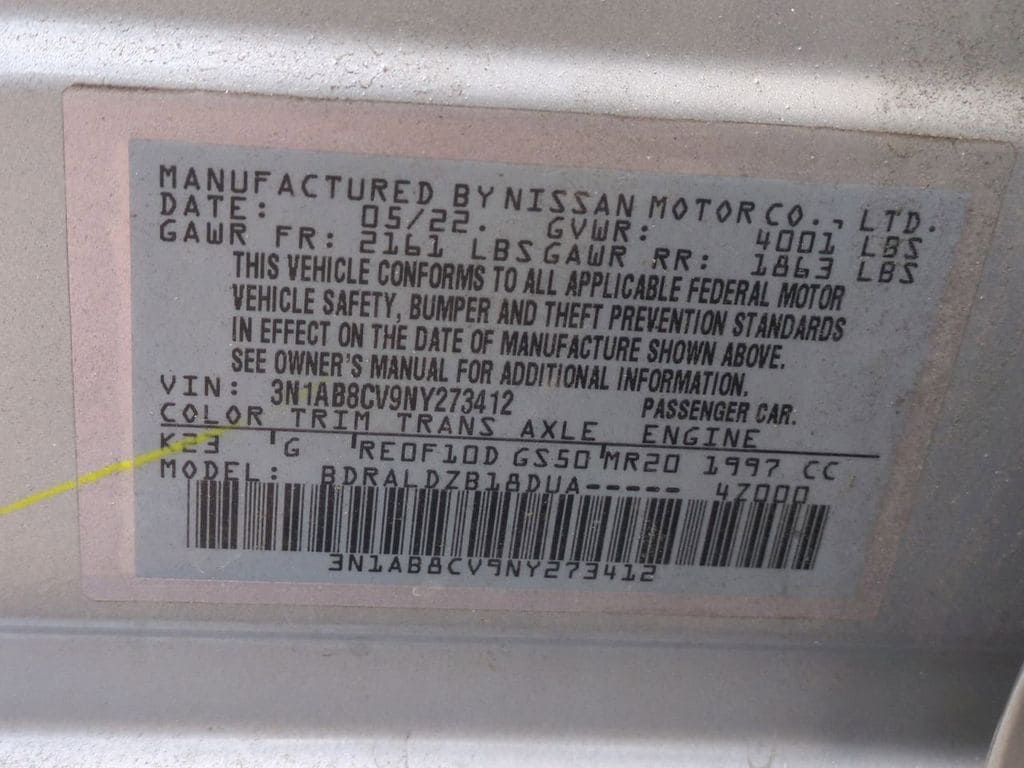 MANUFACTURED BY NISSAN MOTOR CO., LTD.
DATE: 05/22. GVWR: 4001 LBS
GAWR FR: 2161 LBS GAWR RR: 1863 LBS
THIS VEHICLE CONFORMS TO ALL APPLICABLE FEDERAL MOTOR
VEHICLE SAFETY, BUMPER AND THEFT PREVENTION STANDARDS
IN EFFECT ON THE DATE OF MANUFACTURE SHOWN ABOVE.
SEE OWNER'S MANUAL FOR ADDITIONAL INFORMATION.
VIN: 3N1AB8CV9NY273412 PASSENGER CAR.
COLOR TRIM TRANS AXLE ENGINE
K23 G RE0F10D GS50 MR20 1997 CC
MODEL: BDRALDZB18DUA----- 47000
3N1AB8CV9NY273412